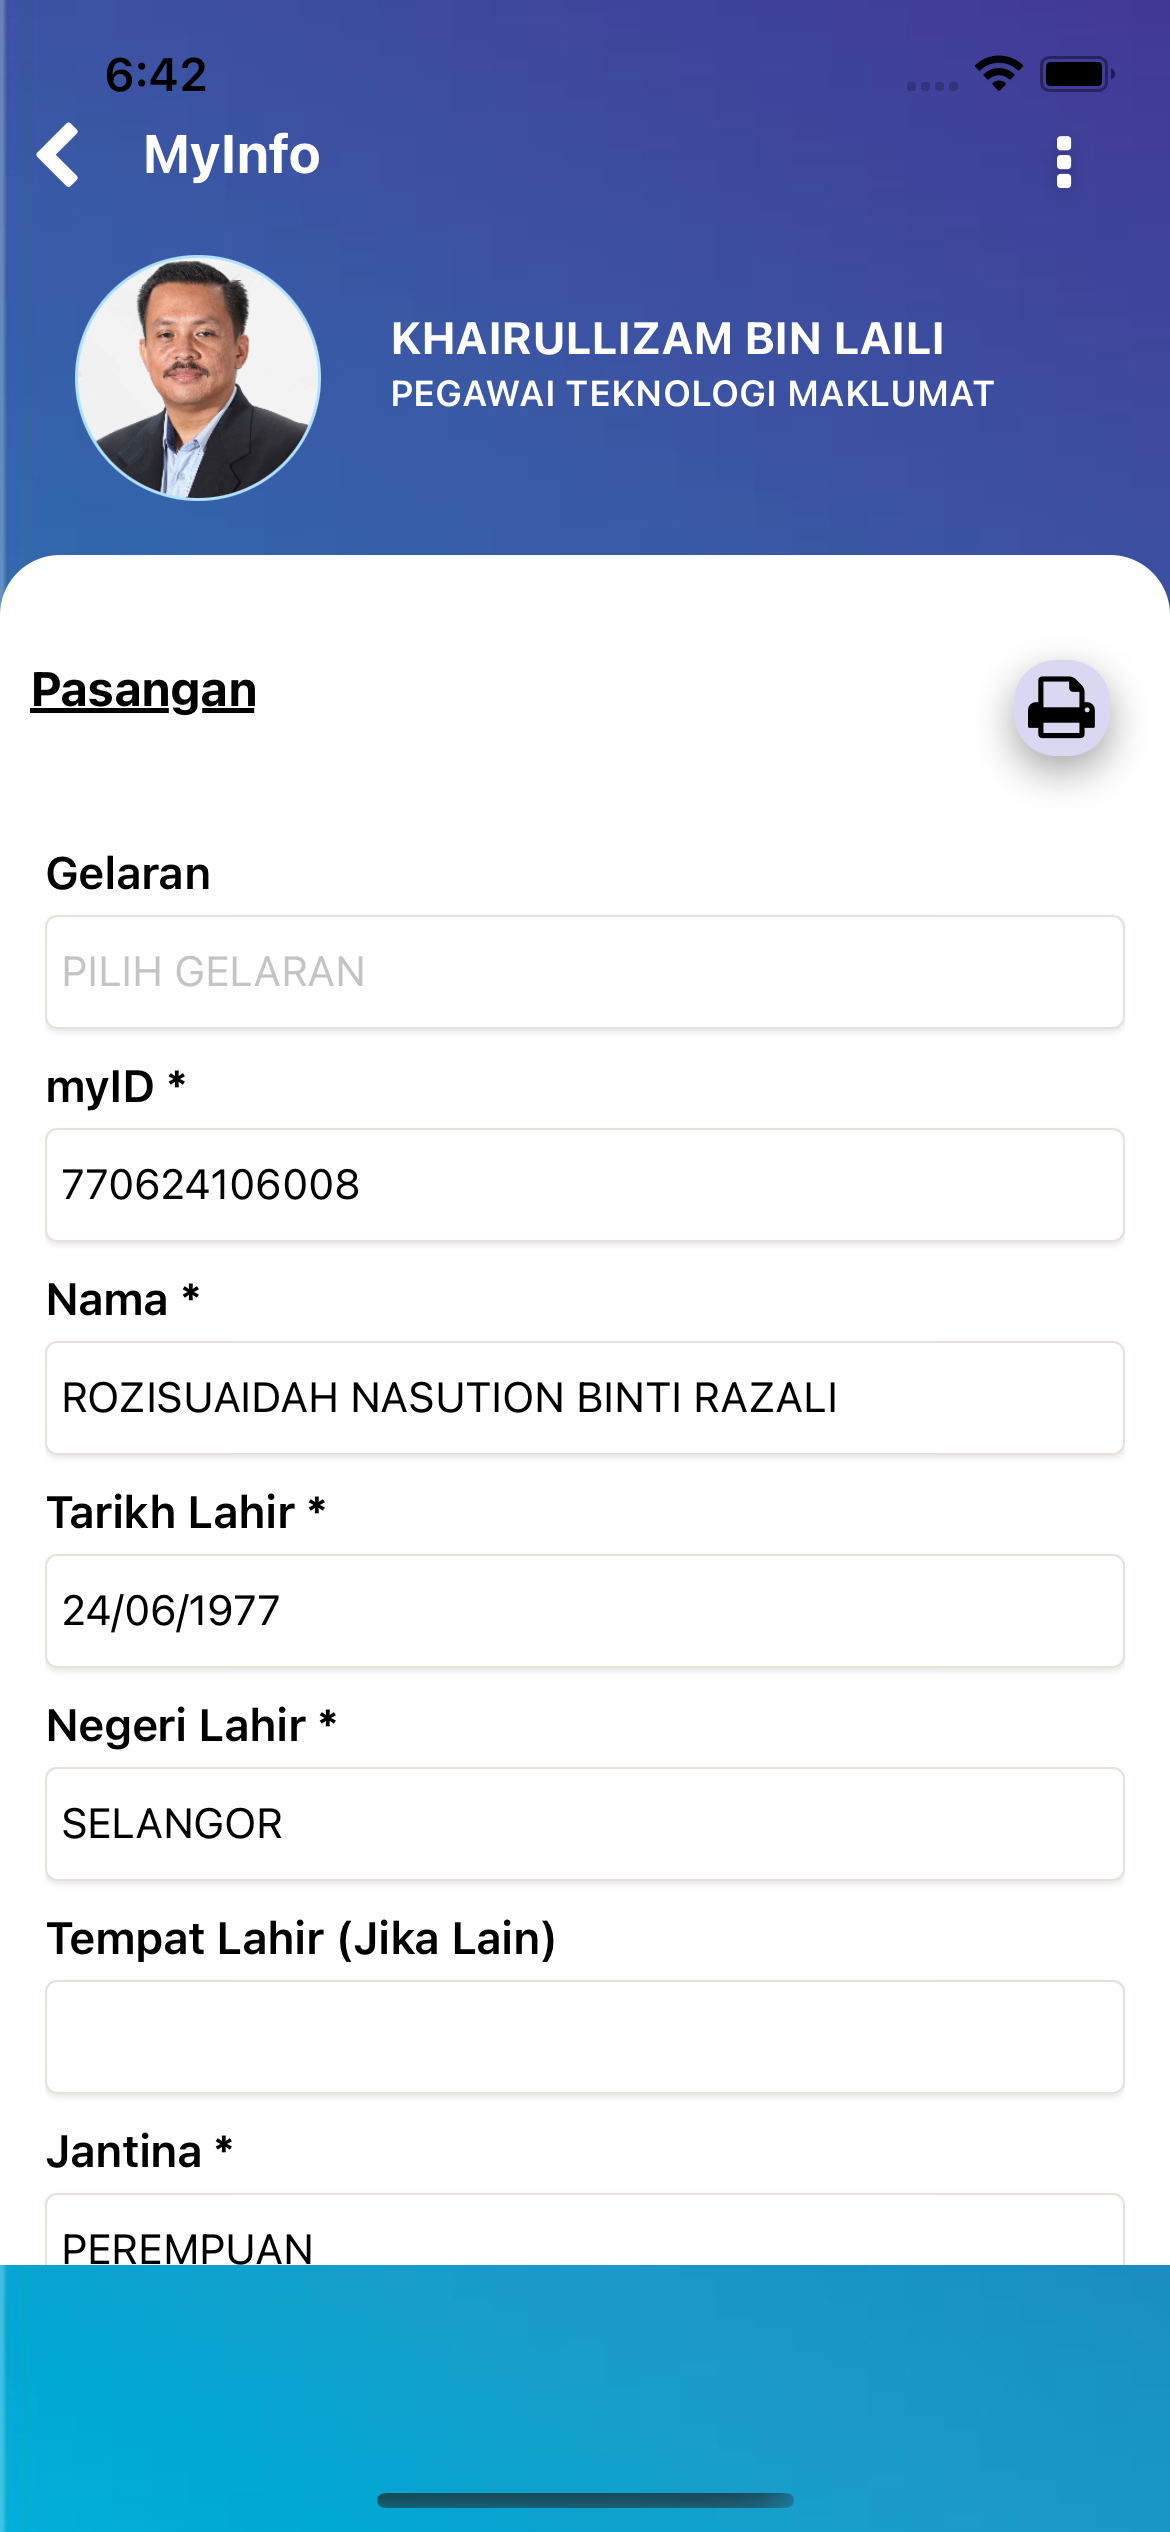 6:42
MyInfo
KHAIRULLIZAM BIN LAILI
PEGAWAI TEKNOLOGI MAKLUMAT
Pasangan
Gelaran
PILIH GELARAN
myID *
770624106008
Nama *
ROZISUAIDAH NASUTION BINTI RAZALI
Tarikh Lahir *
24/06/1977
Negeri Lahir *
SELANGOR
Tempat Lahir (Jika Lain)
Jantina *
PEREMPUAN